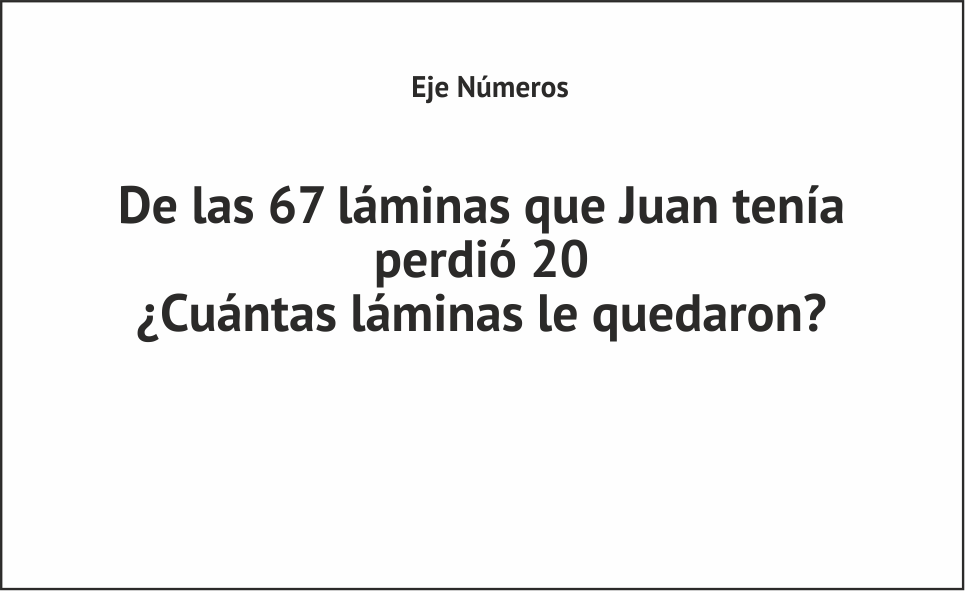 Eje Números
De las 67 láminas que Juan tenía
perdió 20
¿Cuántas láminas le quedaron?